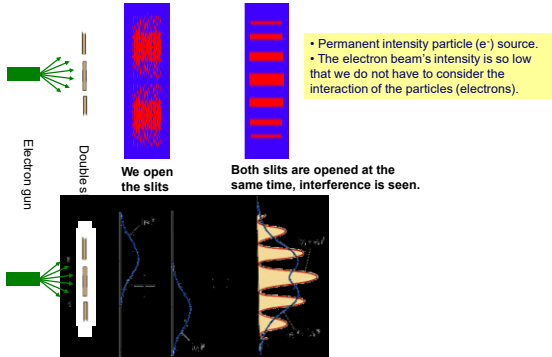 • Permanent intensity particle (e-) source.
• The electron beam's intensity is so low
that we do not have to consider the
interaction of the particles (electrons).
Electron gun
Double s
We open
the slits
Both slits are opened at the
same time, interference is seen.